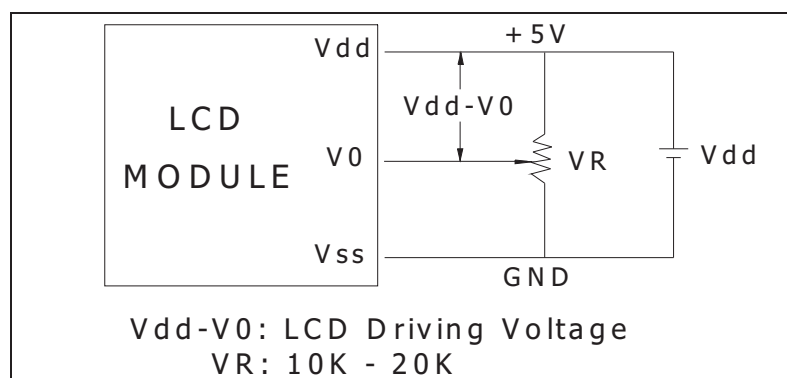 Vdd
+5V
Vdd-V0
LCD
MODULE
V0
VR
Vdd
Vss
GND
Vdd-V0: LCD Driving Voltage
VR: 10K - 20K